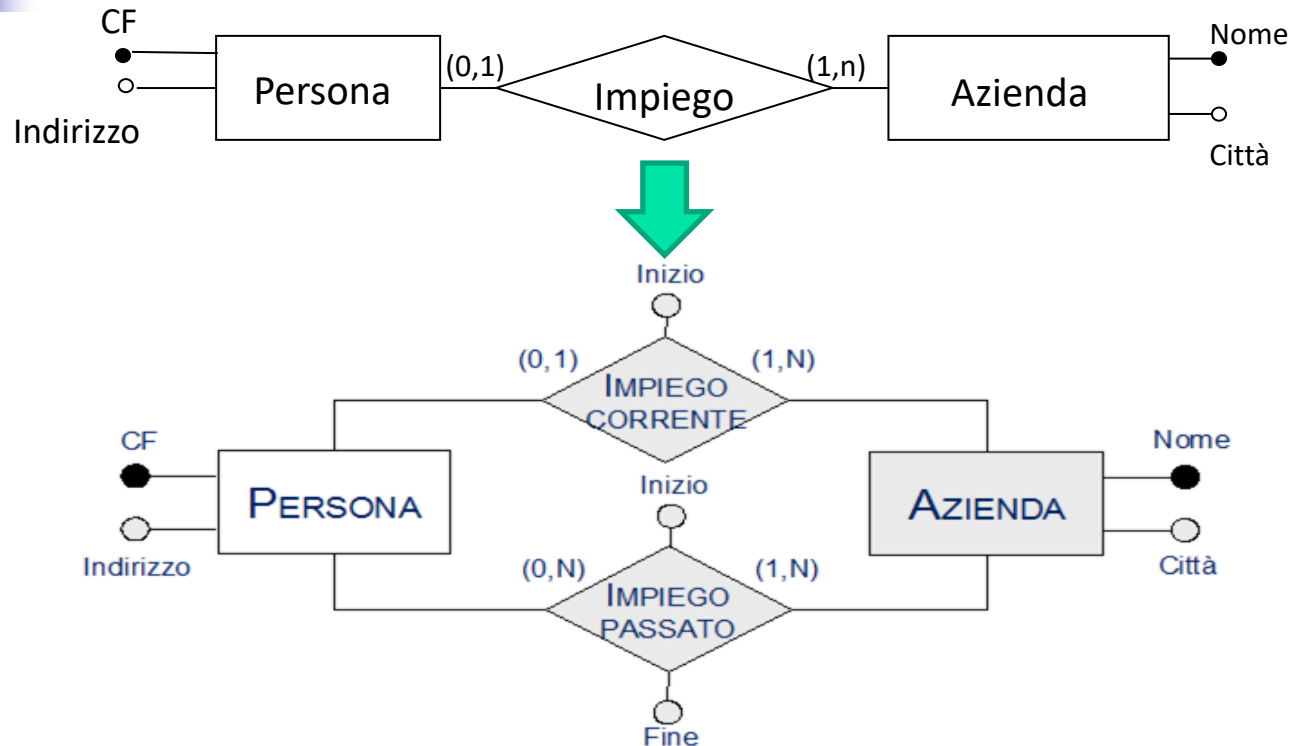 CF
Nome
Persona
(0,1)
Impiego
(1,n)
Azienda
Indirizzo
Città
Inizio
(0,1)
(1,N)
IMPIEGO
CORRENTE
CF
Nome
Inizio
PERSONA
AZIENDA
Indirizzo
Città
(0,N)
(1,N)
IMPIEGO
PASSATO
Fine